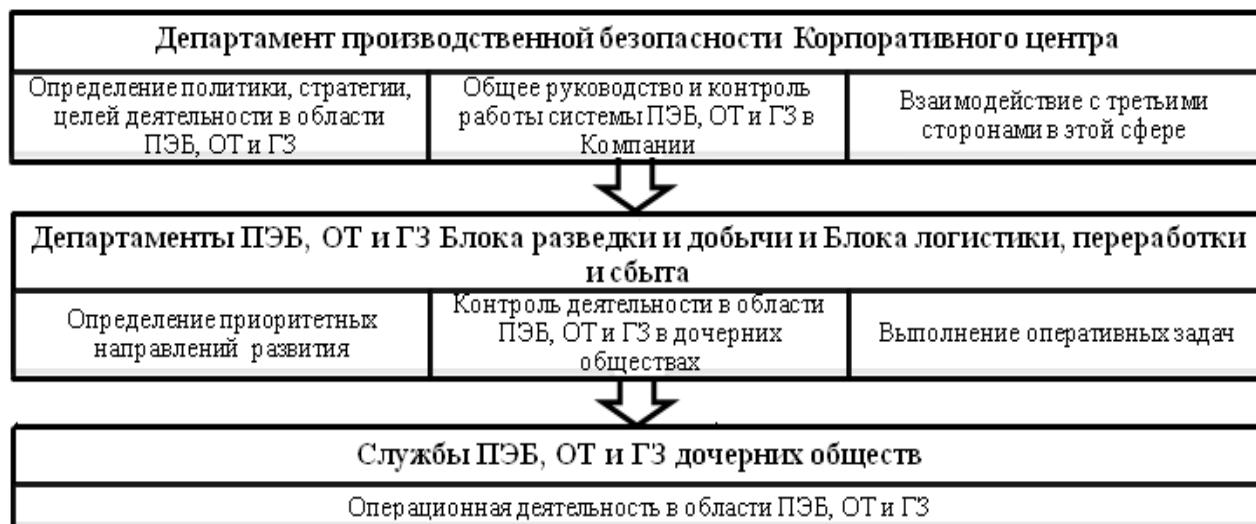 Департамент производственной безопасности Корпоративного центра
Определение политики, стратегии,
целей деятельности в области
ПЭБ, ОТ и ГЗ
Общее руководство и контроль
работы системы ПЭБ, ОТ и ГЗ в
Компании
Взаимодействие с третьими
сторонами в этой сфере
Департаменты ПЭБ, ОТ и ГЗ Блока разведки и добычи и Блока логистики, переработки
и сбыта
Определение приоритетных
направлений развития
Контроль деятельности в области
ПЭБ, ОТ и ГЗ в дочерних
обществах
Выполнение оперативных задач
Службы ПЭБ, ОТ и ГЗ дочерних обществ
Операционная деятельность в области ПЭБ, ОТ и ГЗ